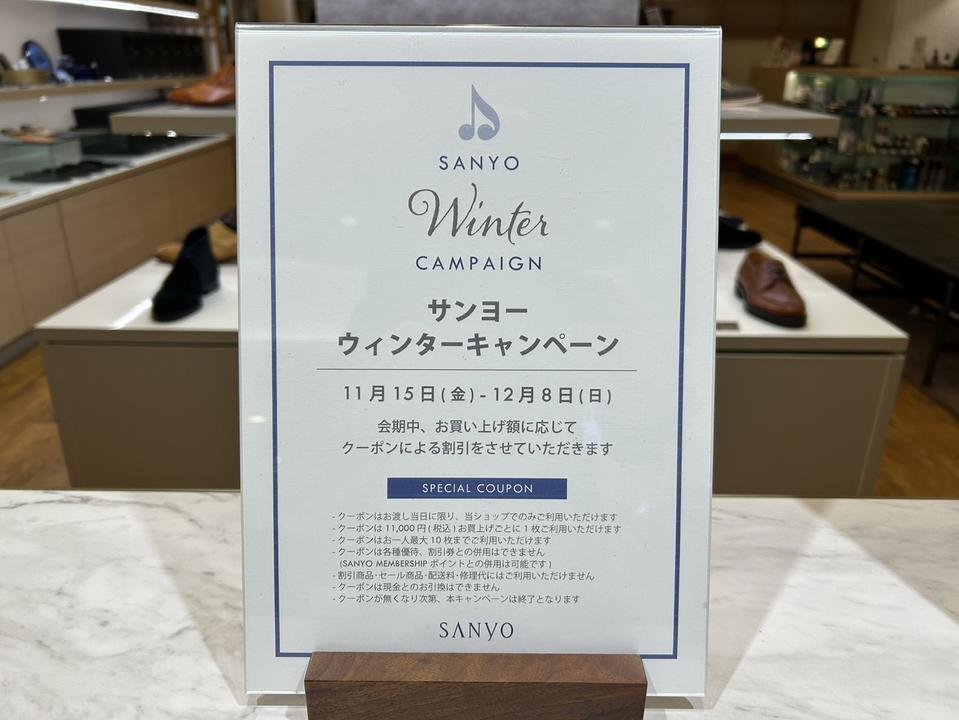 SANYO
Winter
CAMPAIGN
サンヨー
ウィンターキャンペーン
11月15日(金)-12月8日(日)
会期中、お買い上げ額に応じて
クーポンによる割引をさせていただきます
SPECIAL COUPON
- クーポンはお渡し当日に限り、当ショップでのみご利用いただけます
- クーポンは 11,000 円(税込)お買上げごとに 1 枚ご利用いただけます
- クーポンはお一人最大 10 枚までご利用いただけます
- クーポンは各種優待、割引券との併用はできません
(SANYO MEMBERSHIP ポイントとの併用は可能です)
- 割引商品・セール商品・配送料・修理代にはご利用いただけません
- クーポンは現金とのお引換はできません
- クーポンが無くなり次第、本キャンペーンは終了となります
SANYO